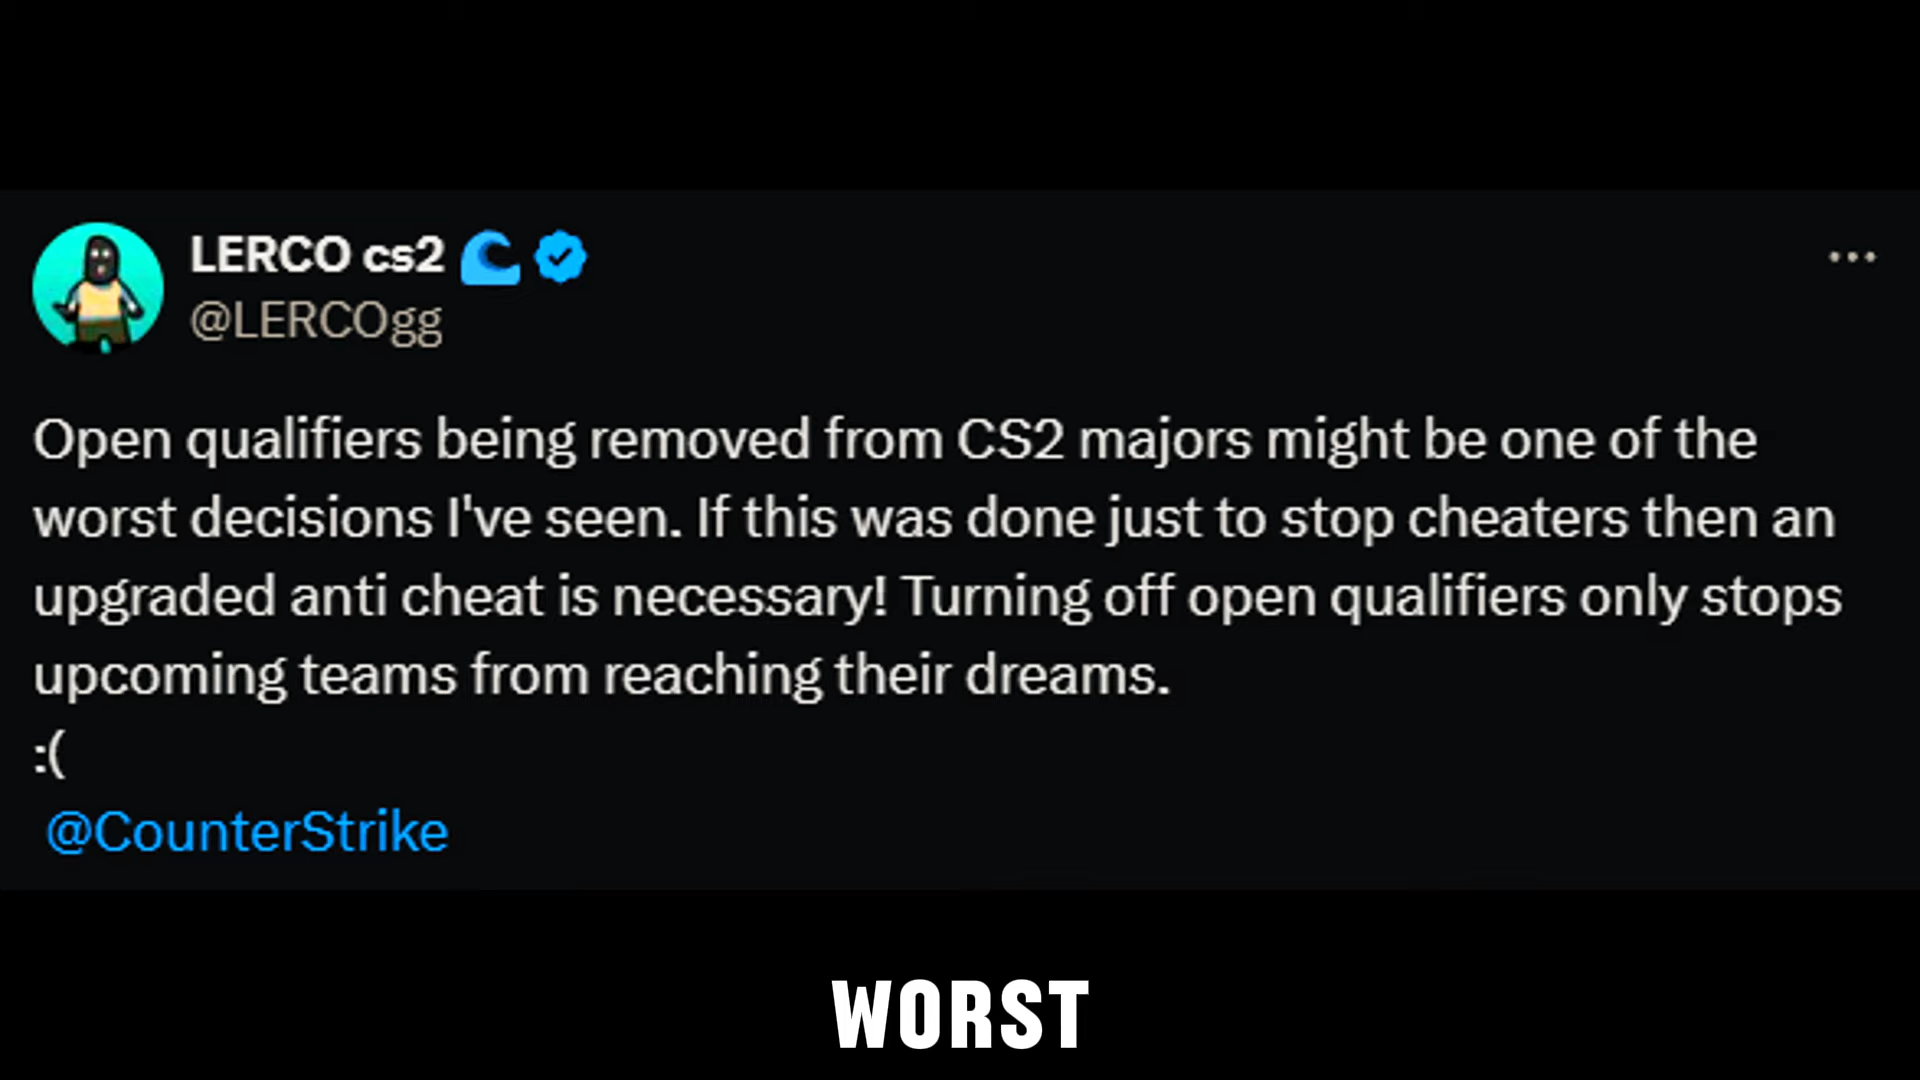 LERCO cs2
@LERCOgg
Open qualifiers being removed from CS2 majors might be one of the
worst decisions I've seen. If this was done just to stop cheaters then an
upgraded anti cheat is necessary! Turning off open qualifiers only stops
upcoming teams from reaching their dreams.
:(
@CounterStrike
WORST